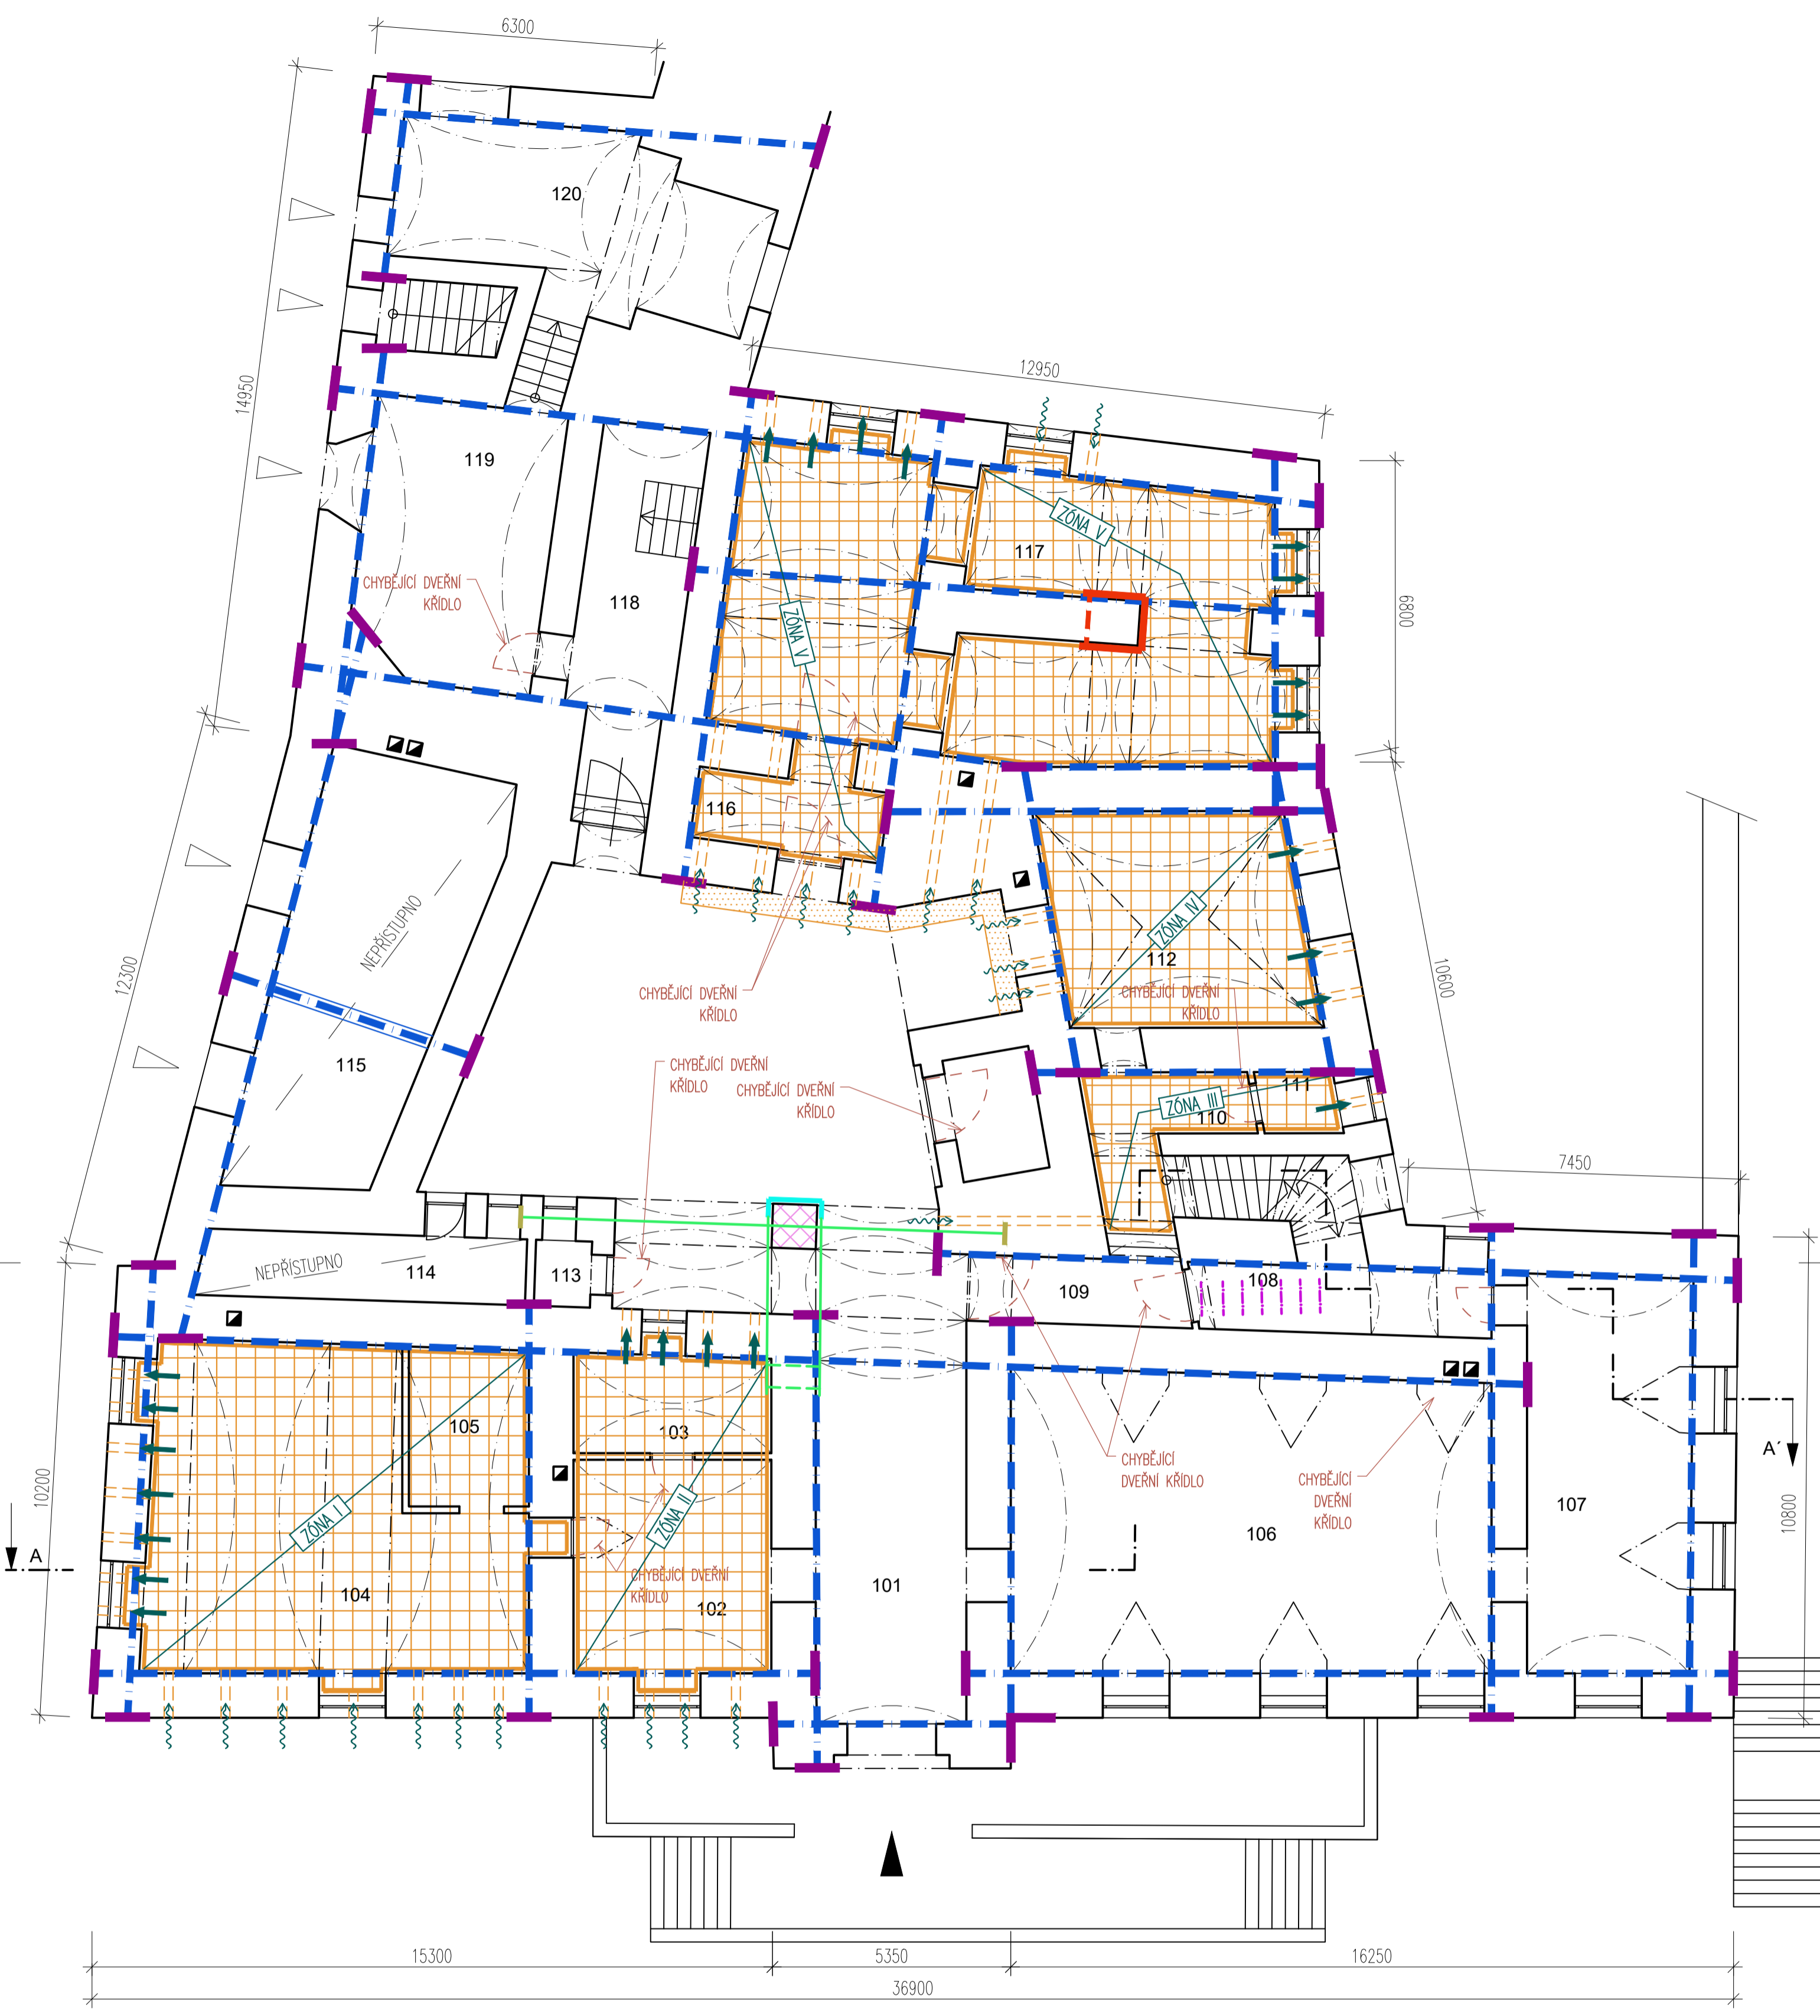 6300
120
14950
12950
119
ZÓNA V
117
CHYBĚJÍCÍ DVEŘNÍ
KŘÍDLO
118
ZÓNA V
6800
116
NEPŘÍSTUPNO
12300
ZÓNA IV
112
CHYBĚJÍCÍ DVEŘNÍ
KŘÍDLO
10600
CHYBĚJÍCÍ DVEŘNÍ
KŘÍDLO
115
CHYBĚJÍCÍ DVEŘNÍ
KŘÍDLO
CHYBĚJÍCÍ DVEŘNÍ
KŘÍDLO
111
ZÓNA III
110
7450
NEPŘÍSTUPNO
114
113
109
108
105
103
CHYBĚJÍCÍ
DVEŘNÍ KŘÍDLO
CHYBĚJÍCÍ
DVEŘNÍ
KŘÍDLO
A´
10200
ZÓNA I
ZÓNA II
107
10800
106
A
104
CHYBĚJÍCÍ DVEŘNÍ
KŘÍDLO
102
101
15300
5350
16250
36900